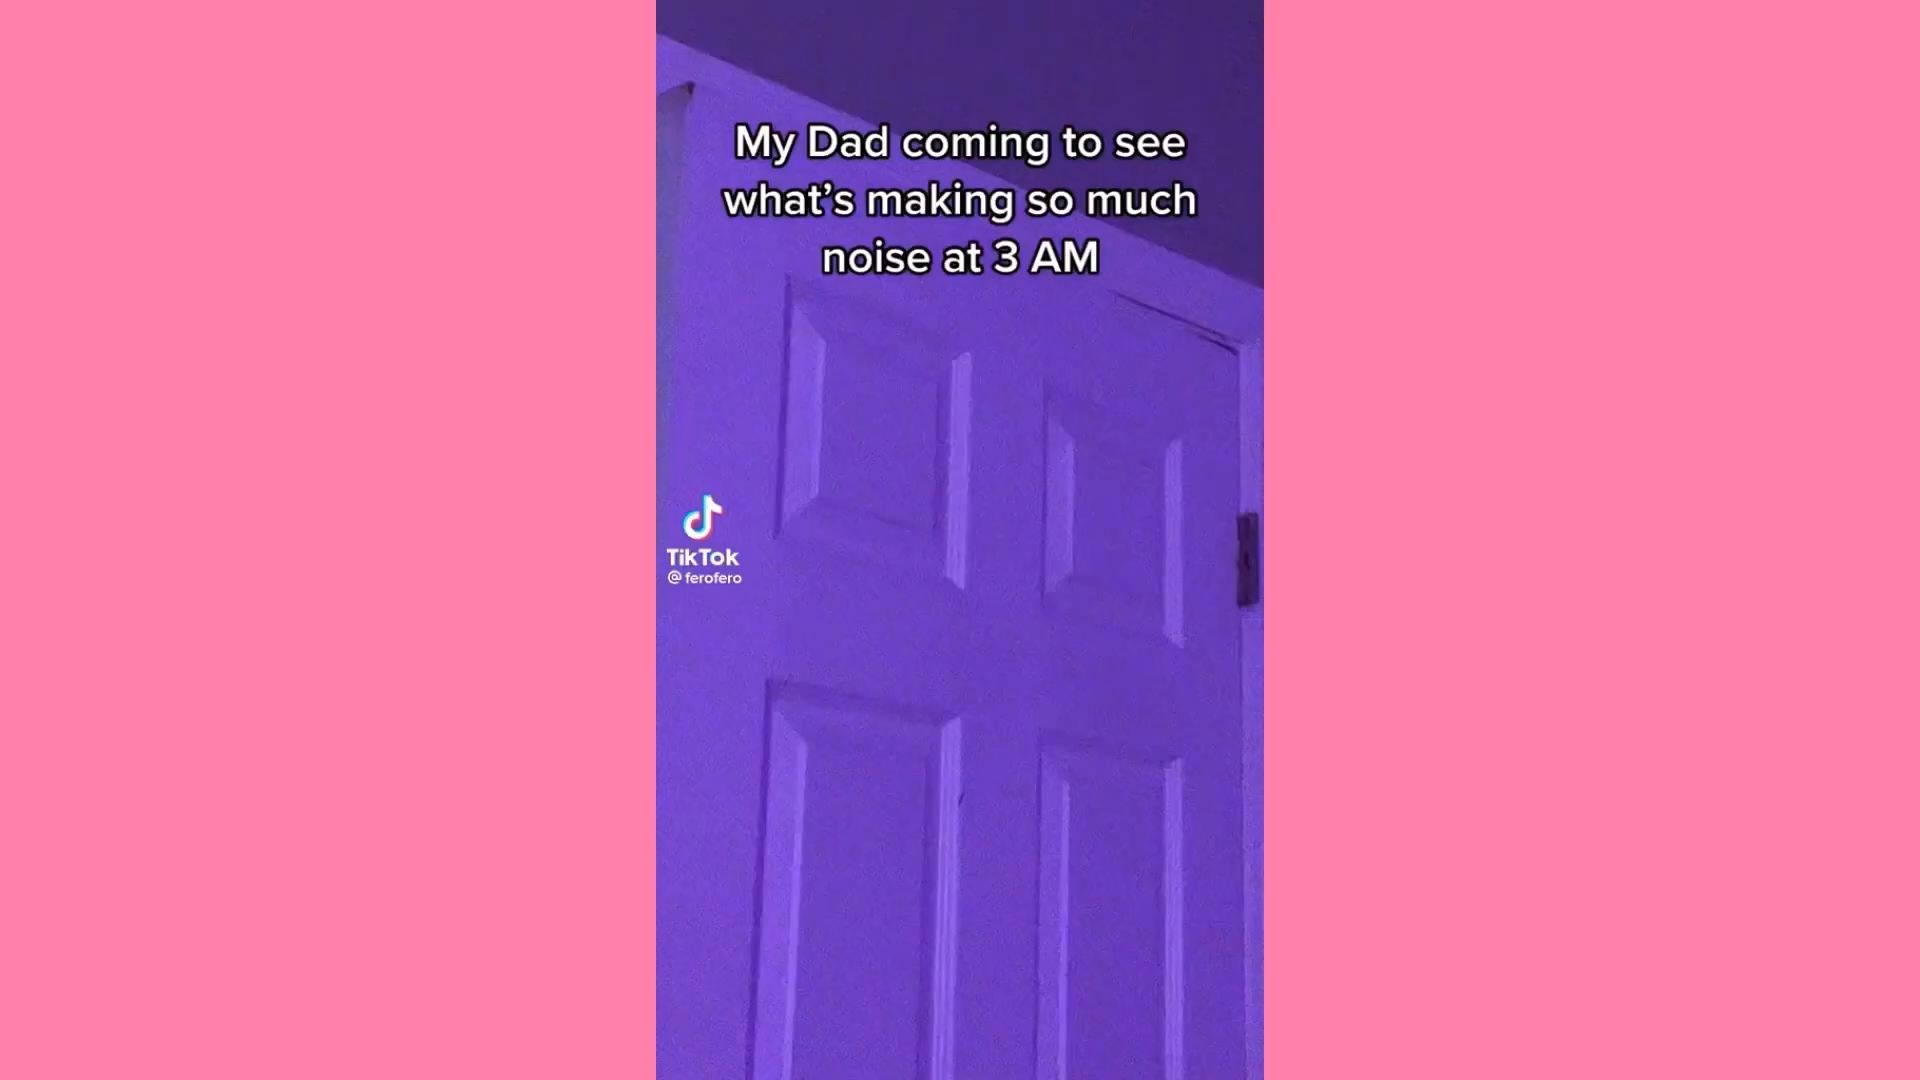 My Dad coming to see
what's making so much
noise at 3 AM
TikTok
@ferofero